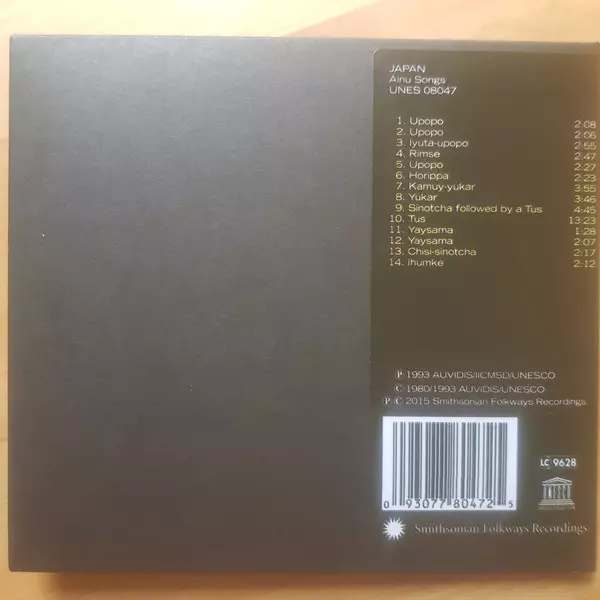 JAPAN
Ainu Songs
UNES 08047
1. Upopo 2:08
2. Upopo 2:06
3. Iyuta-upopo 2:55
4. Rimse 2:47
5. Upopo 2:27
6. Horippa 2:23
7. Kamuy-yukar 3:55
8. Yukar 3:46
9. Sinotcha followed by a Tus 4:45
10. Tus 13:23
11. Yaysama 1:28
12. Yaysama 2:07
13. Chisi-sinotcha 2:17
14. Ihumke 2:12
℗ 1993 AUVIDIS/IICMSD/UNESCO
© 1980/1993 AUVIDIS/UNESCO
℗ © 2015 Smithsonian Folkways Recordings
0 93077 80472 5
LC 9628
Smithsonian Folkways Recordings